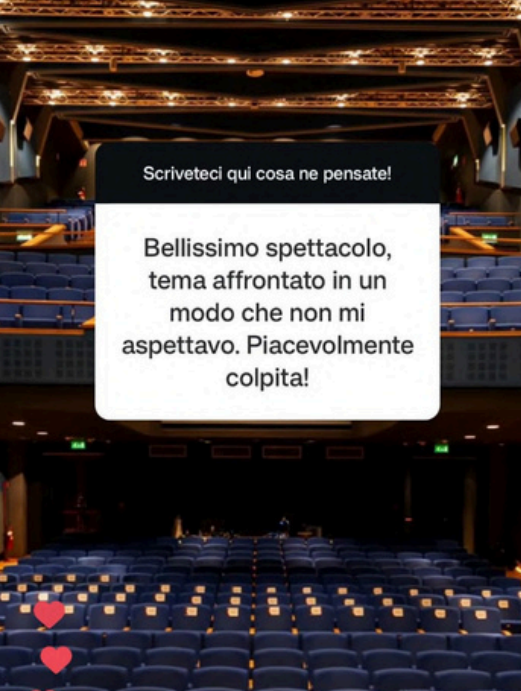 Scriveteci qui cosa ne pensate!
Bellissimo spettacolo,
tema affrontato in un
modo che non mi
aspettavo. Piacevolmente
colpita!